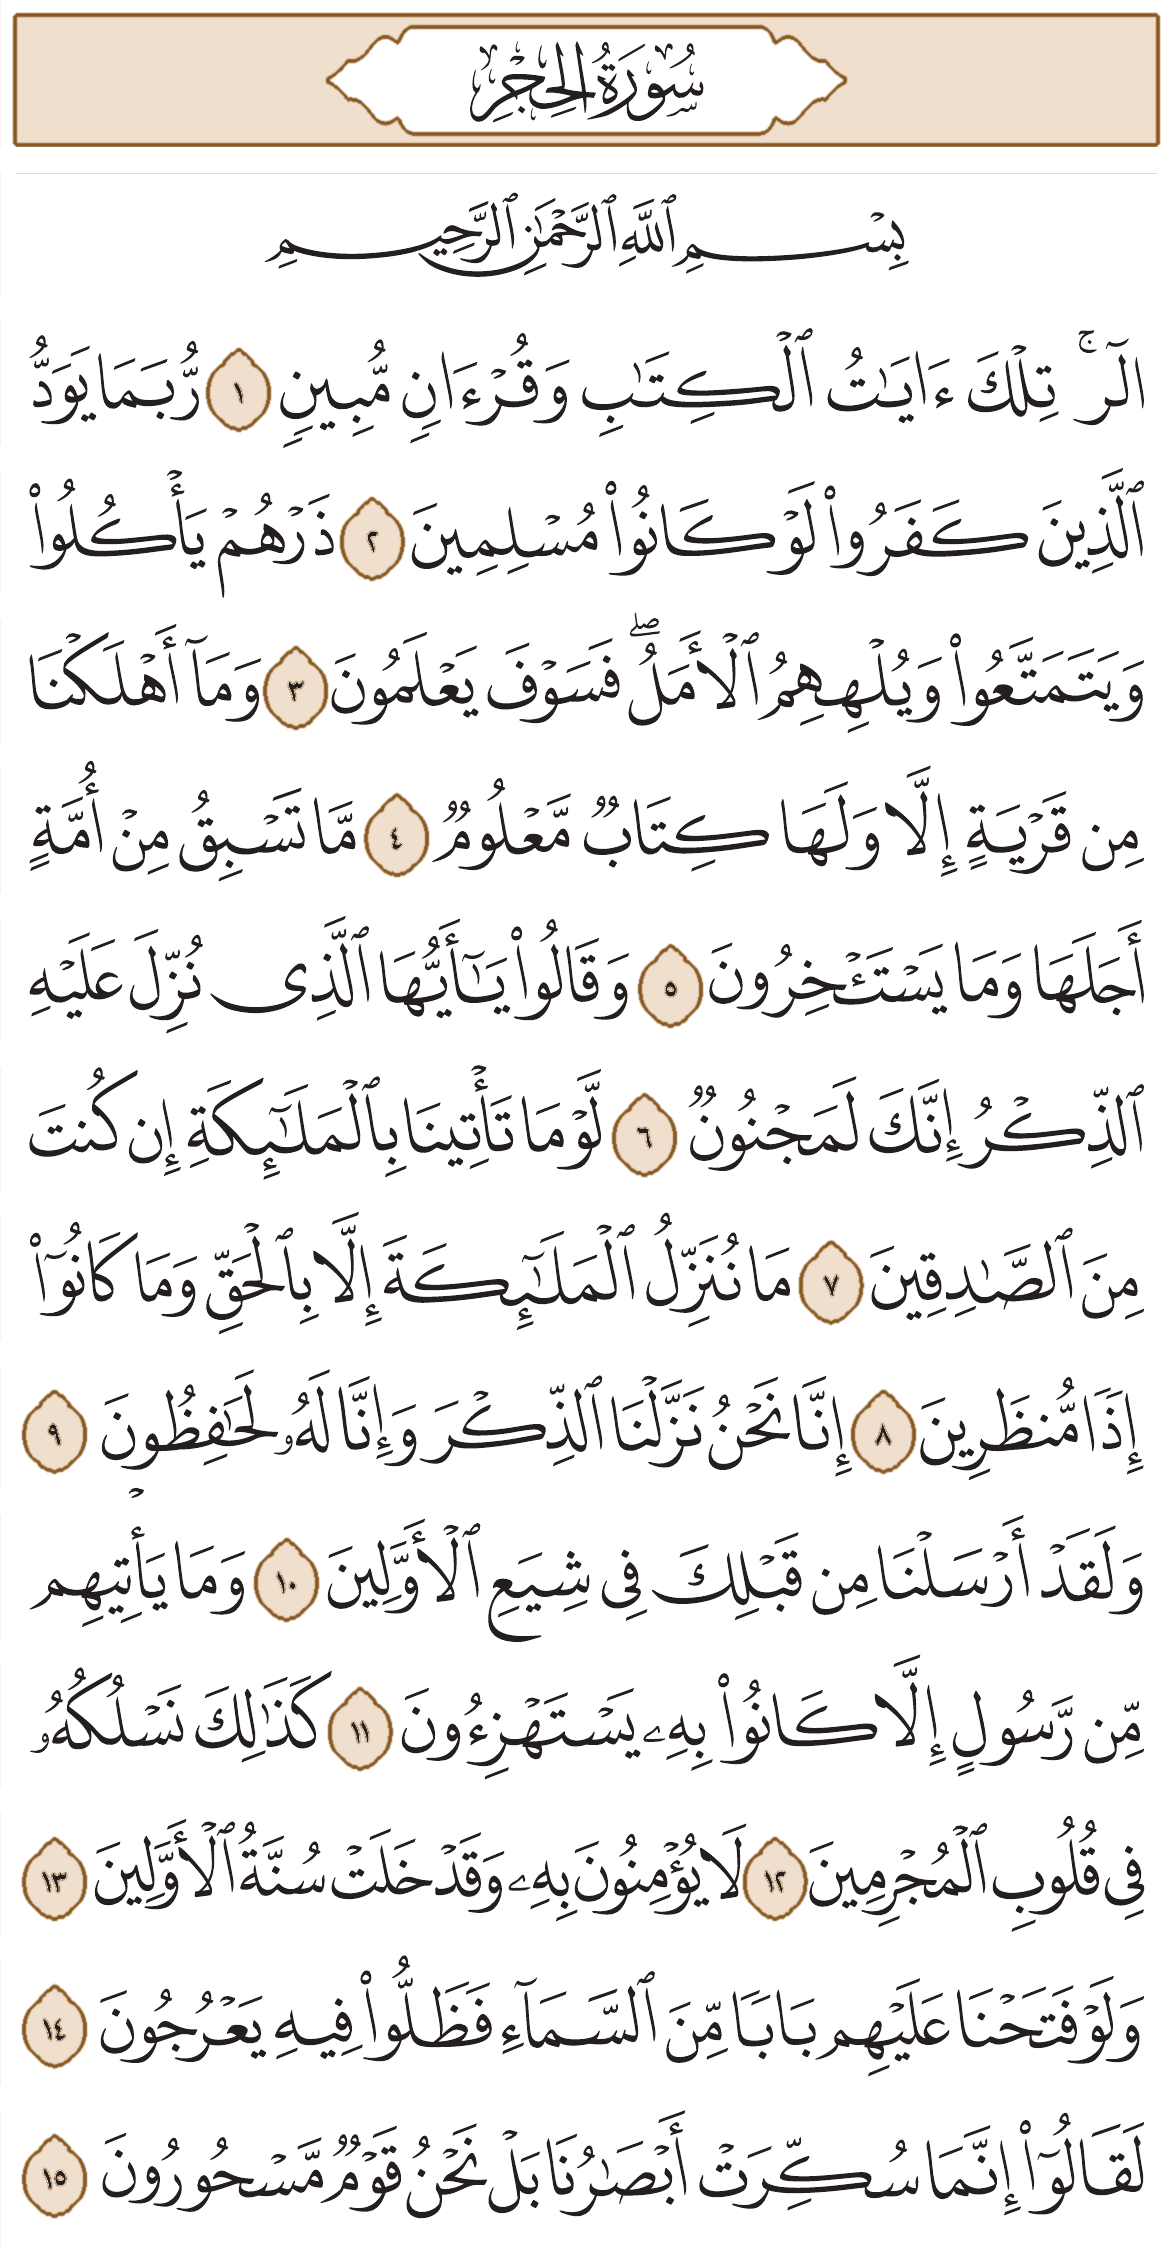 سُورَةُ الحِجْرِ
بِسْمِ ٱللَّهِ ٱلرَّحْمَٰنِ ٱلرَّحِيمِ
الٓرۚ تِلْكَ ءَايَٰتُ ٱلْكِتَٰبِ وَقُرْءَانٍ مُّبِينٍ ١ رُّبَمَا يَوَدُّ
ٱلَّذِينَ كَفَرُوا۟ لَوْ كَانُوا۟ مُسْلِمِينَ ٢ ذَرْهُمْ يَأْكُلُوا۟
وَيَتَمَتَّعُوا۟ وَيُلْهِهِمُ ٱلْأَمَلُۖ فَسَوْفَ يَعْلَمُونَ ٣ وَمَآ أَهْلَكْنَا
مِن قَرْيَةٍ إِلَّا وَلَهَا كِتَابٌ مَّعْلُومٌ ٤ مَّا تَسْبِقُ مِنْ أُمَّةٍ
أَجَلَهَا وَمَا يَسْتَـْٔخِرُونَ ٥ وَقَالُوا۟ يَٰٓأَيُّهَا ٱلَّذِى نُزِّلَ عَلَيْهِ
ٱلذِّكْرُ إِنَّكَ لَمَجْنُونٌ ٦ لَّوْمَا تَأْتِينَا بِٱلْمَلَٰٓئِكَةِ إِن كُنتَ
مِنَ ٱلصَّٰدِقِينَ ٧ مَا نُنَزِّلُ ٱلْمَلَٰٓئِكَةَ إِلَّا بِٱلْحَقِّ وَمَا كَانُوٓا۟
إِذًا مُّنظَرِينَ ٨ إِنَّا نَحْنُ نَزَّلْنَا ٱلذِّكْرَ وَإِنَّا لَهُۥ لَحَٰفِظُونَ ٩
وَلَقَدْ أَرْسَلْنَا مِن قَبْلِكَ فِى شِيَعِ ٱلْأَوَّلِينَ ١٠ وَمَا يَأْتِيهِم
مِّن رَّسُولٍ إِلَّا كَانُوا۟ بِهِۦ يَسْتَهْزِءُونَ ١١ كَذَٰلِكَ نَسْلُكُهُۥ
فِى قُلُوبِ ٱلْمُجْرِمِينَ ١٢ لَا يُؤْمِنُونَ بِهِۦ وَقَدْ خَلَتْ سُنَّةُ ٱلْأَوَّلِينَ ١٣
وَلَوْ فَتَحْنَا عَلَيْهِم بَابًا مِّنَ ٱلسَّمَآءِ فَظَلُّوا۟ فِيهِ يَعْرُجُونَ ١٤
لَقَالُوٓا۟ إِنَّمَا سُكِّرَتْ أَبْصَٰرُنَا بَلْ نَحْنُ قَوْمٌ مَّسْحُورُونَ ١٥